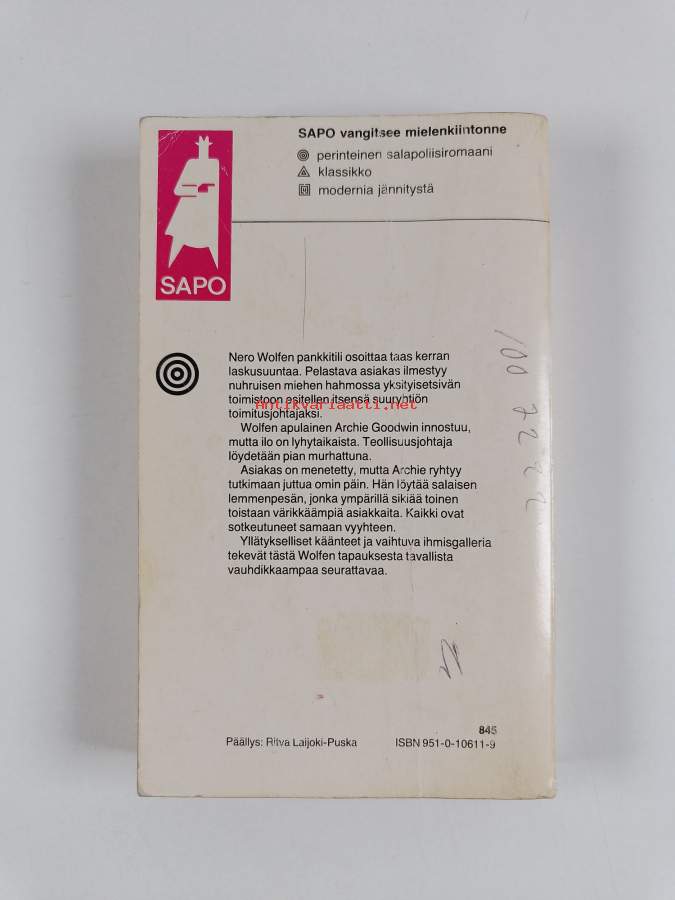 SAPO vangitsee mielenkiintonne
perinteinen salapoliisiromaani
klassikko
modernia jännitystä
SAPO
Nero Wolfen pankkitili osoittaa taas kerran
laskusuuntaa. Pelastava asiakas ilmestyy
nuhruisen miehen hahmossa yksityisetsivän
toimistoon esitellen itsensä suuryhtiön
antikvariaatti.net
toimitusjohtajaksi.
Wolfen apulainen Archie Goodwin innostuu,
mutta ilo on lyhytaikaista. Teollisuusjohtaja
löydetään pian murhattuna.
Asiakas on menetetty, mutta Archie ryhtyy
tutkimaan juttua omin päin. Hän löytää salaisen
lemmenpesän, jonka ympärillä sikiää toinen
toistaan värikkäämpiä asiakkaita. Kaikki ovat
sotkeutuneet samaan vyyhteen.
Yllätykselliset käänteet ja vaihtuva ihmisgalleria
tekevät tästä Wolfen tapauksesta tavallista
vauhdikkaampaa seurattavaa.
845
Päällys: Ritva Laijoki-Puska ISBN 951-0-10611-9